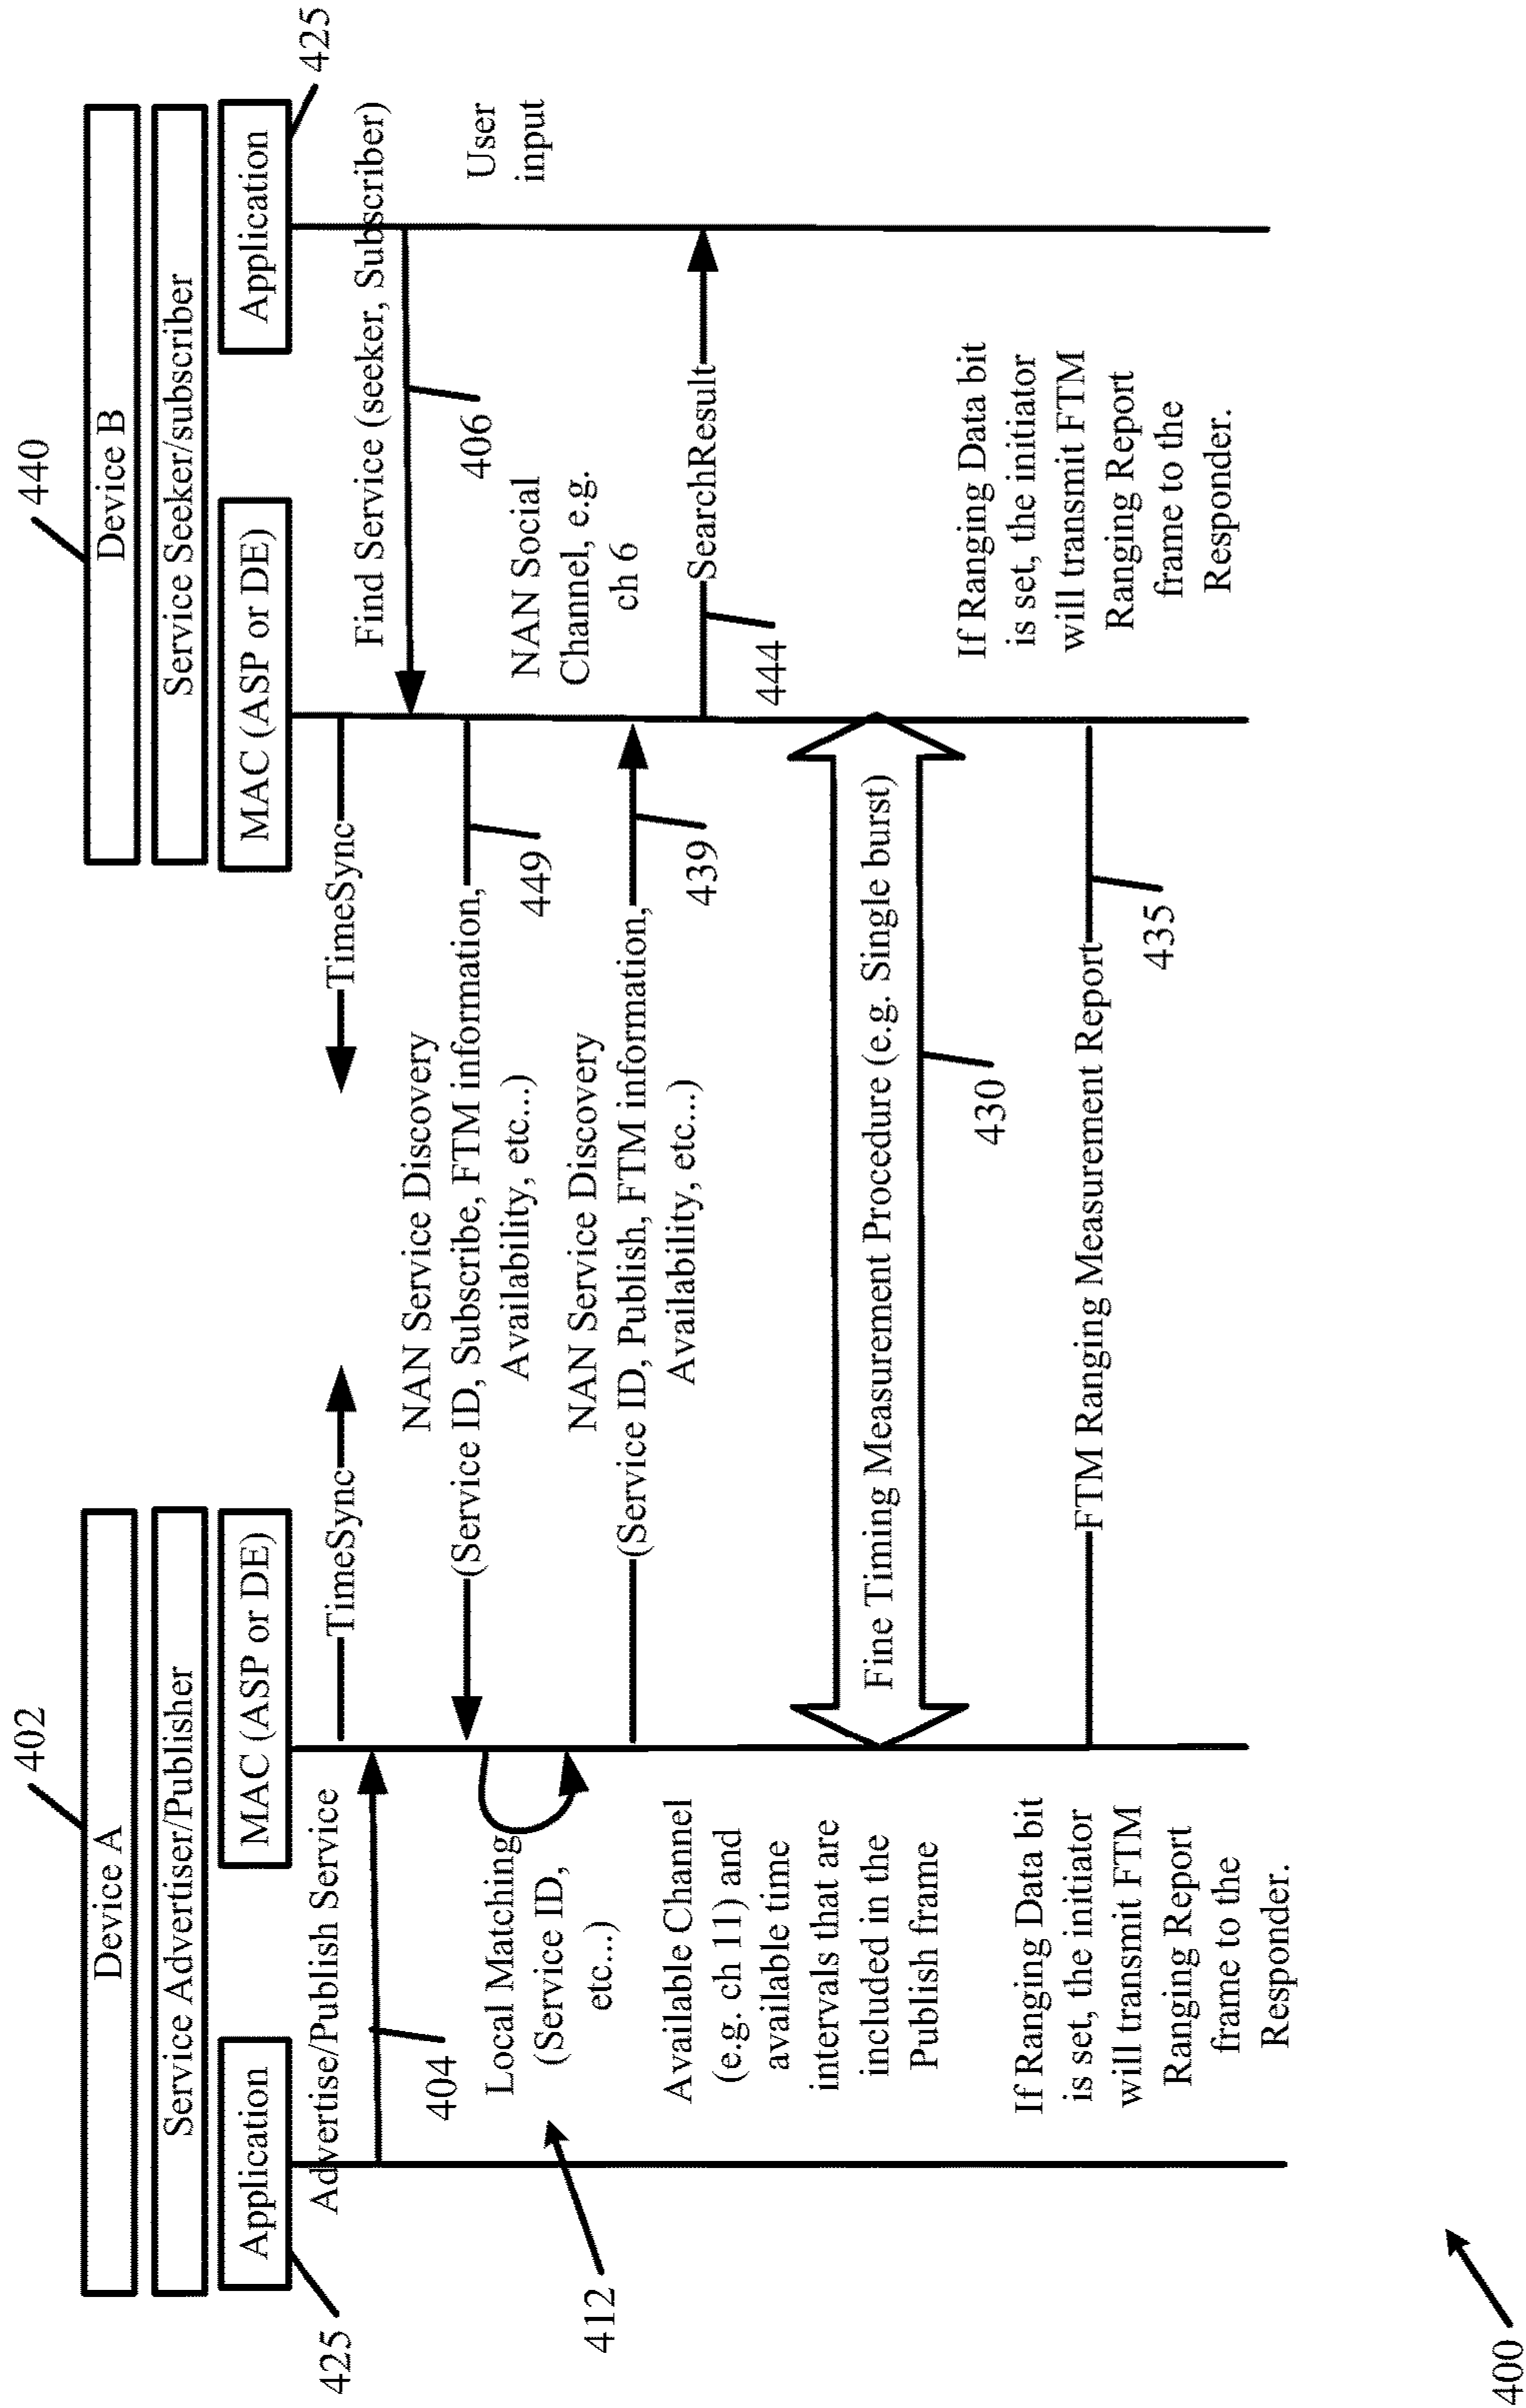 402
440
Device A
Device B
Service Advertiser/Publisher
Service Seeker/subscriber
Application
MAC (ASP or DE)
MAC (ASP or DE)
Application
425
425
Advertise/Publish Service
404
TimeSync
TimeSync
Find Service (seeker, Subscriber)
406
User
input
NAN Service Discovery
(Service ID, Subscribe, FTM information,
Availability, etc...)
449
NAN Social
Channel, e.g.
ch 6
Local Matching
(Service ID,
etc...)
412
NAN Service Discovery
(Service ID, Publish, FTM information,
Availability, etc...)
439
SearchResult
444
Available Channel
(e.g. ch 11) and
available time
intervals that are
included in the
Publish frame
Fine Timing Measurement Procedure (e.g. Single burst)
430
If Ranging Data bit
is set, the initiator
will transmit FTM
Ranging Report
frame to the
Responder.
FTM Ranging Measurement Report
435
If Ranging Data bit
is set, the initiator
will transmit FTM
Ranging Report
frame to the
Responder.
400